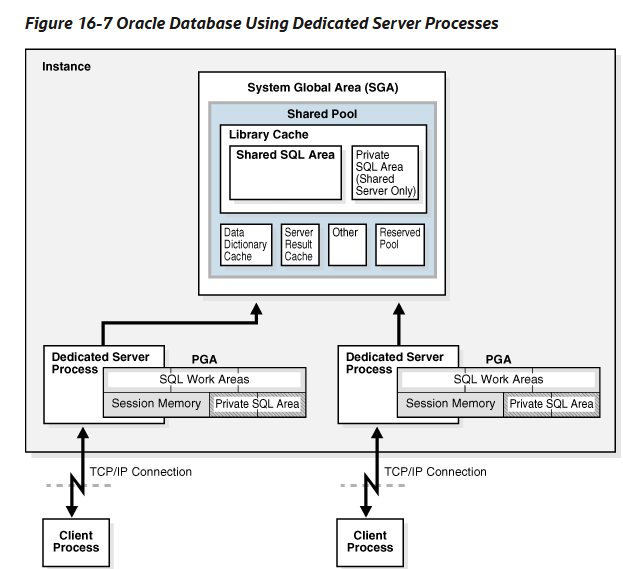 Figure 16-7 Oracle Database Using Dedicated Server Processes
Instance
System Global Area (SGA)
Shared Pool
Library Cache
Shared SQL Area
Private
SQL Area
(Shared
Server Only)
Data
Dictionary
Cache
Server
Result
Cache
Other
Reserved
Pool
Dedicated Server
Process
PGA
SQL Work Areas
Session Memory
Private SQL Area
Dedicated Server
Process
PGA
SQL Work Areas
Session Memory
Private SQL Area
TCP/IP Connection
TCP/IP Connection
Client
Process
Client
Process